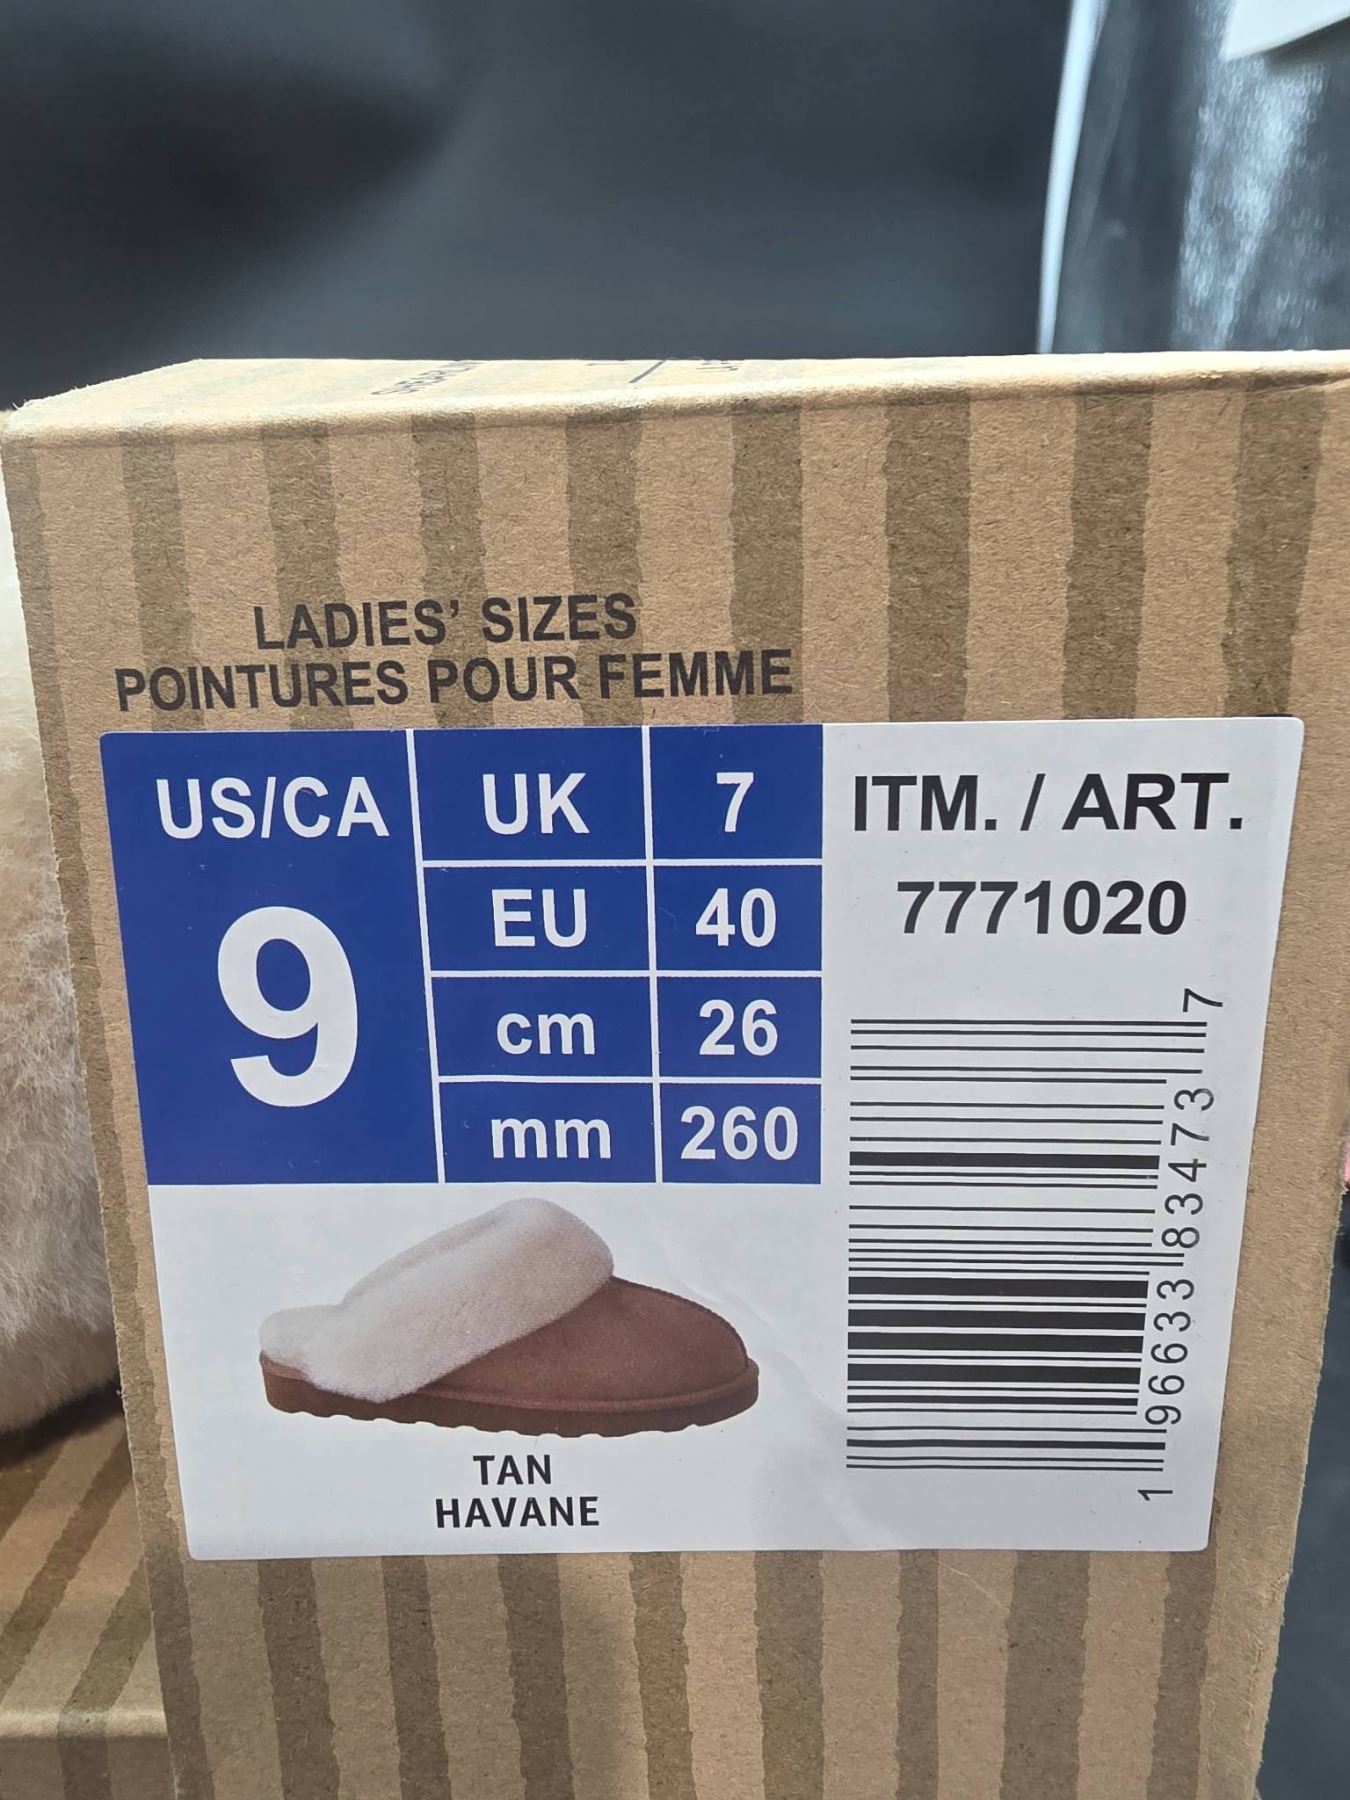 LADIES' SIZES
POINTURES POUR FEMME
US/CA
9
UK 7
EU 40
cm 26
mm 260
ITM. / ART.
7771020
1 96633 83473 7
TAN
HAVANE